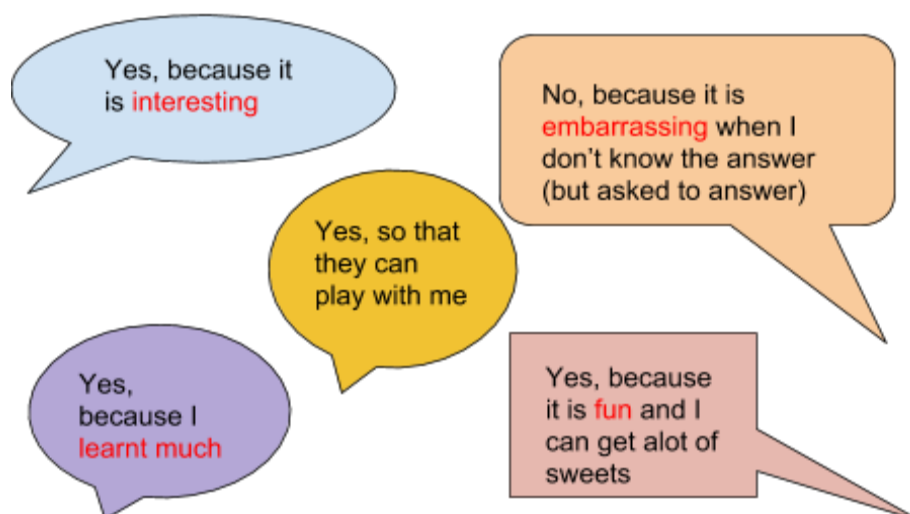 Yes, because it
is interesting
No, because it is
embarrassing when I
don't know the answer
(but asked to answer)
Yes, so that
they can
play with me
Yes,
because I
learnt much
Yes, because
it is fun and I
can get alot of
sweets